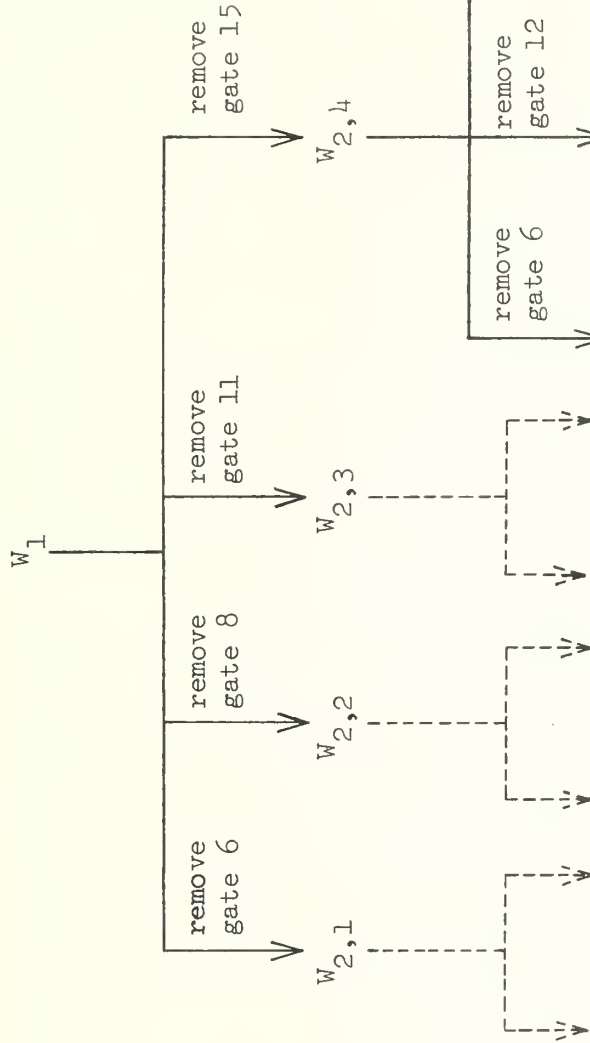 W1
remove
gate 6
remove
gate 8
remove
gate 11
remove
gate 15
W2,1
W2,2
W2,3
W2,4
remove
gate 6
remove
gate 12